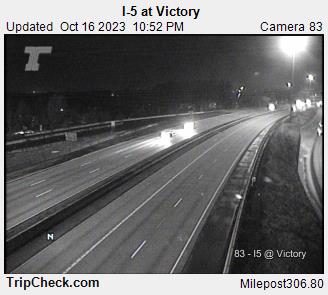 I-5 at Victory
Updated Oct 16 2023 10:52 PM Camera 83
T
N
83 - I5 @ Victory
TripCheck.com Milepost306.80